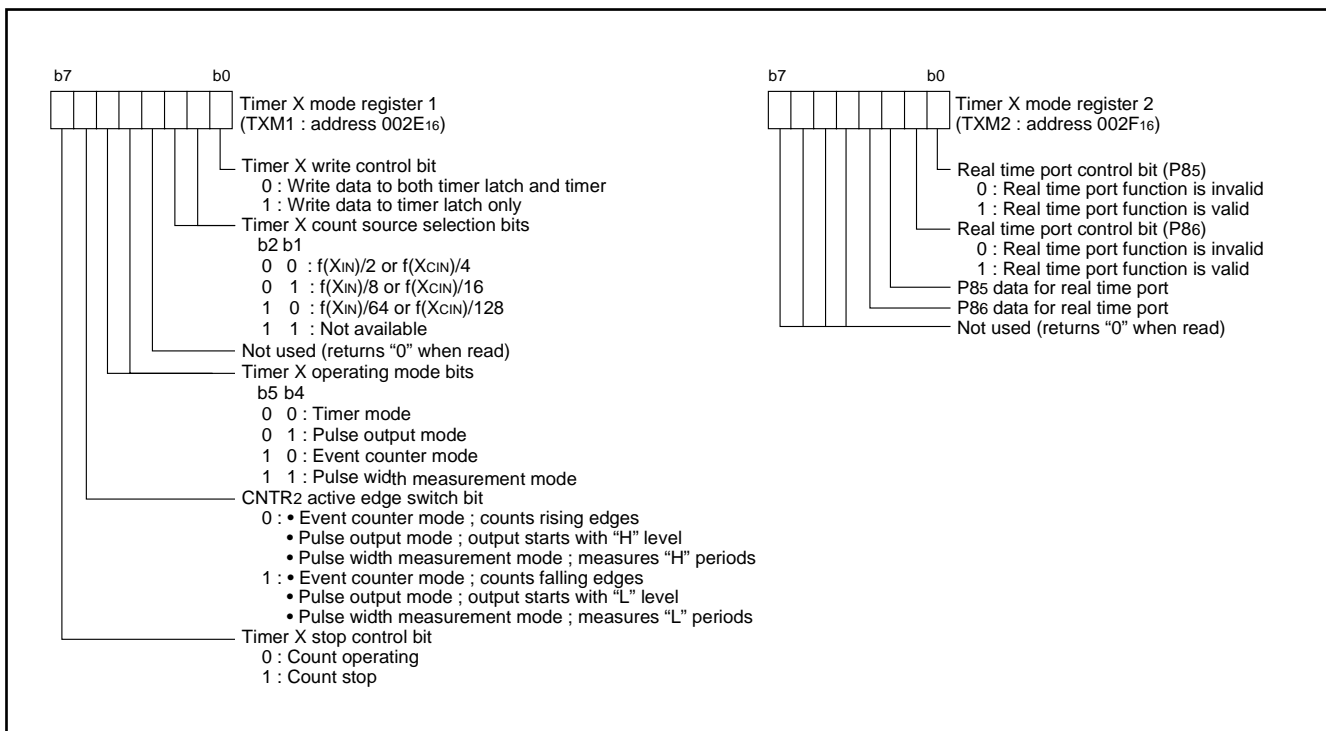 b7 b0
Timer X mode register 1
(TXM1 : address 002E16)
Timer X write control bit
0 : Write data to both timer latch and timer
1 : Write data to timer latch only
Timer X count source selection bits
b2 b1
0 0 : f(XIN)/2 or f(XCIN)/4
0 1 : f(XIN)/8 or f(XCIN)/16
1 0 : f(XIN)/64 or f(XCIN)/128
1 1 : Not available
Not used (returns “0” when read)
Timer X operating mode bits
b5 b4
0 0 : Timer mode
0 1 : Pulse output mode
1 0 : Event counter mode
1 1 : Pulse width measurement mode
CNTR2 active edge switch bit
0 : • Event counter mode ; counts rising edges
• Pulse output mode ; output starts with “H” level
• Pulse width measurement mode ; measures “H” periods
1 : • Event counter mode ; counts falling edges
• Pulse output mode ; output starts with “L” level
• Pulse width measurement mode ; measures “L” periods
Timer X stop control bit
0 : Count operating
1 : Count stop
b7 b0
Timer X mode register 2
(TXM2 : address 002F16)
Real time port control bit (P85)
0 : Real time port function is invalid
1 : Real time port function is valid
Real time port control bit (P86)
0 : Real time port function is invalid
1 : Real time port function is valid
P85 data for real time port
P86 data for real time port
Not used (returns “0” when read)